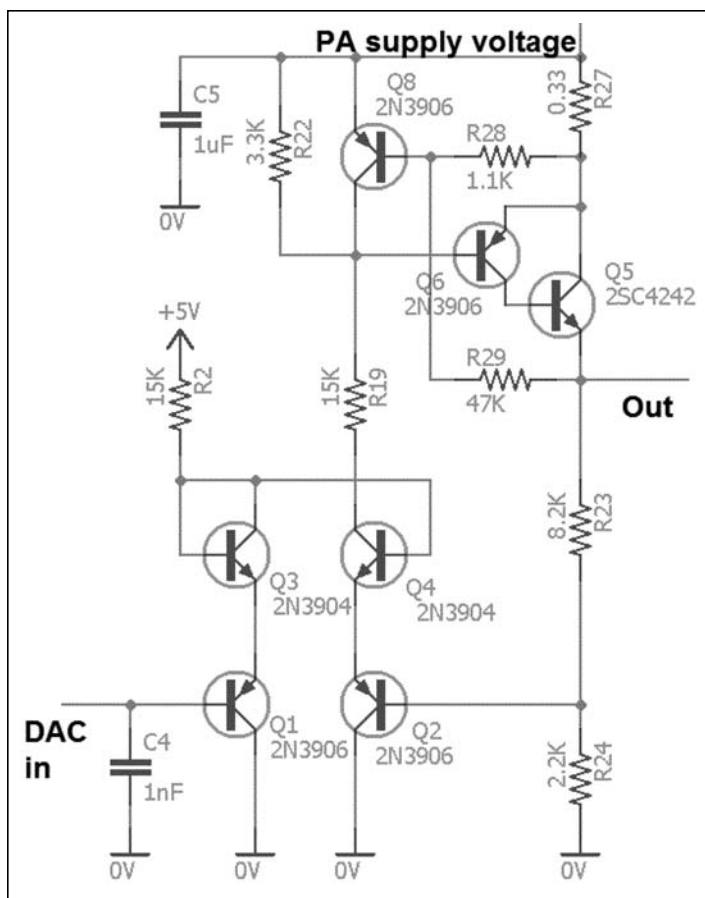 PA supply voltage
C5
1uF
0V
3.3K
R22
Q8
2N3906
0.33
R27
R28
1.1K
Q6
2N3906
Q5
2SC4242
+5V
15K
R2
15K
R19
R29
47K
Out
8.2K
R23
Q3
2N3904
Q4
2N3904
DAC
in
C4
1nF
Q1
2N3906
Q2
2N3906
2.2K
R24
0V
0V
0V
0V